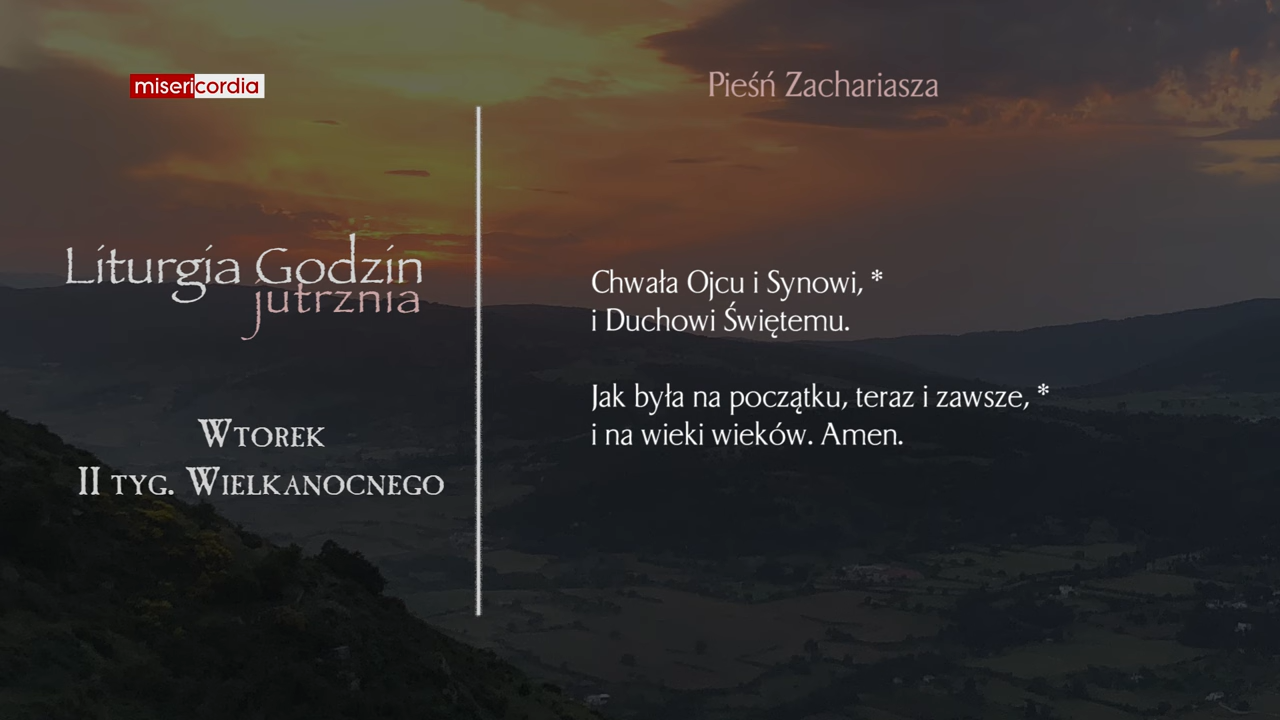 misericordia
Pieśń Zachariasza
Liturgia Godzin
jutrznia
Wtorek
II tyg. Wielkanocnego
Chwała Ojcu i Synowi, *
i Duchowi Świętemu.
Jak była na początku, teraz i zawsze, *
i na wieki wieków. Amen.